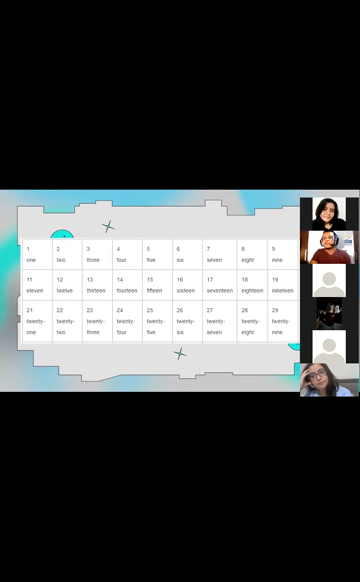 1 2 3 4 5 6 7 8 9
one two three four five six seven eight nine
11 12 13 14 15 16 17 18 19
eleven twelve thirteen fourteen fifteen sixteen seventeen eighteen nineteen
21 22 23 24 25 26 27 28 29
twenty- twenty- twenty- twenty- twenty- twenty- twenty- twenty- twenty-
one two three four five six seven eight nine